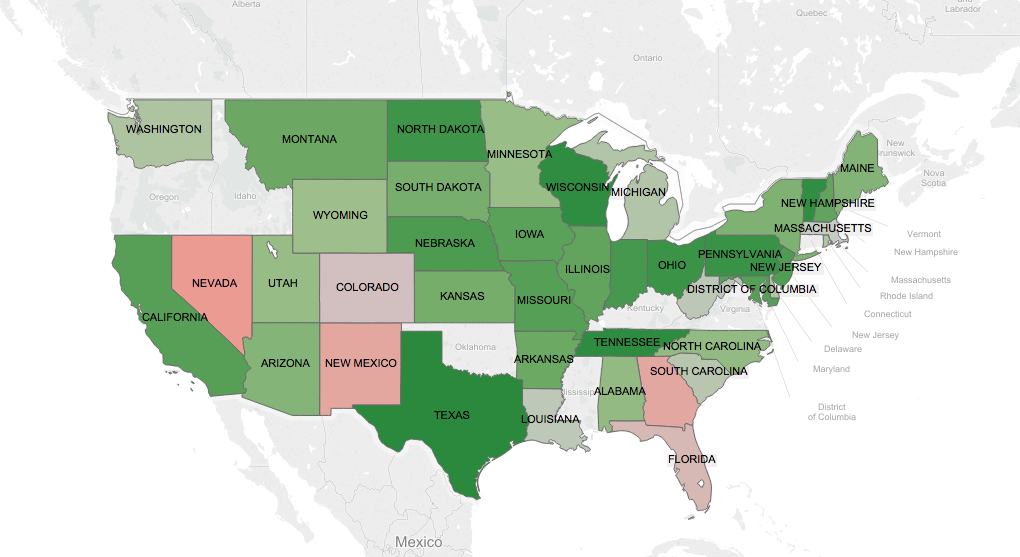 Alberta
Quebec
and
Labrador
Ontario
WASHINGTON
MONTANA
NORTH DAKOTA
MINNESOTA
New
Brunswick
MAINE
Nova
Scotia
Oregon
Idaho
WYOMING
SOUTH DAKOTA
WISCONSIN
MICHIGAN
NEW HAMPSHIRE
MASSACHUSETTS
Vermont
New Hampshire
NEBRASKA
IOWA
PENNSYLVANIA
NEVADA
UTAH
COLORADO
KANSAS
ILLINOIS
OHIO
NEW JERSEY
Massachusetts
DISTRICT OF COLUMBIA
Rhode Island
MISSOURI
Kentucky
Virginia
Connecticut
CALIFORNIA
New Jersey
Oklahoma
TENNESSEE
NORTH CAROLINA
Delaware
ARIZONA
NEW MEXICO
ARKANSAS
SOUTH CAROLINA
Maryland
ALABAMA
TEXAS
LOUISIANA
District
of Columbia
FLORIDA
Mexico